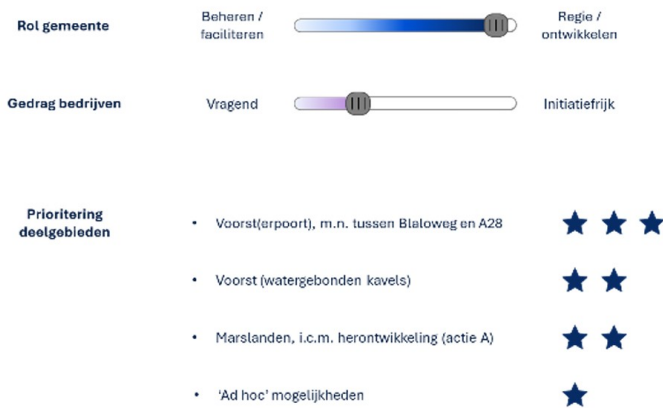 Rol gemeente
Beheren /
faciliteren
Regie /
ontwikkelen
Gedrag bedrijven
Vragend
Initiatiefrijk
Prioritering
deelgebieden
• Voorst(erpoort), m.n. tussen Blaloweg en A28
• Voorst (watergebonden kavels)
• Marslanden, i.c.m. herontwikkeling (actie A)
• ‘Ad hoc’ mogelijkheden